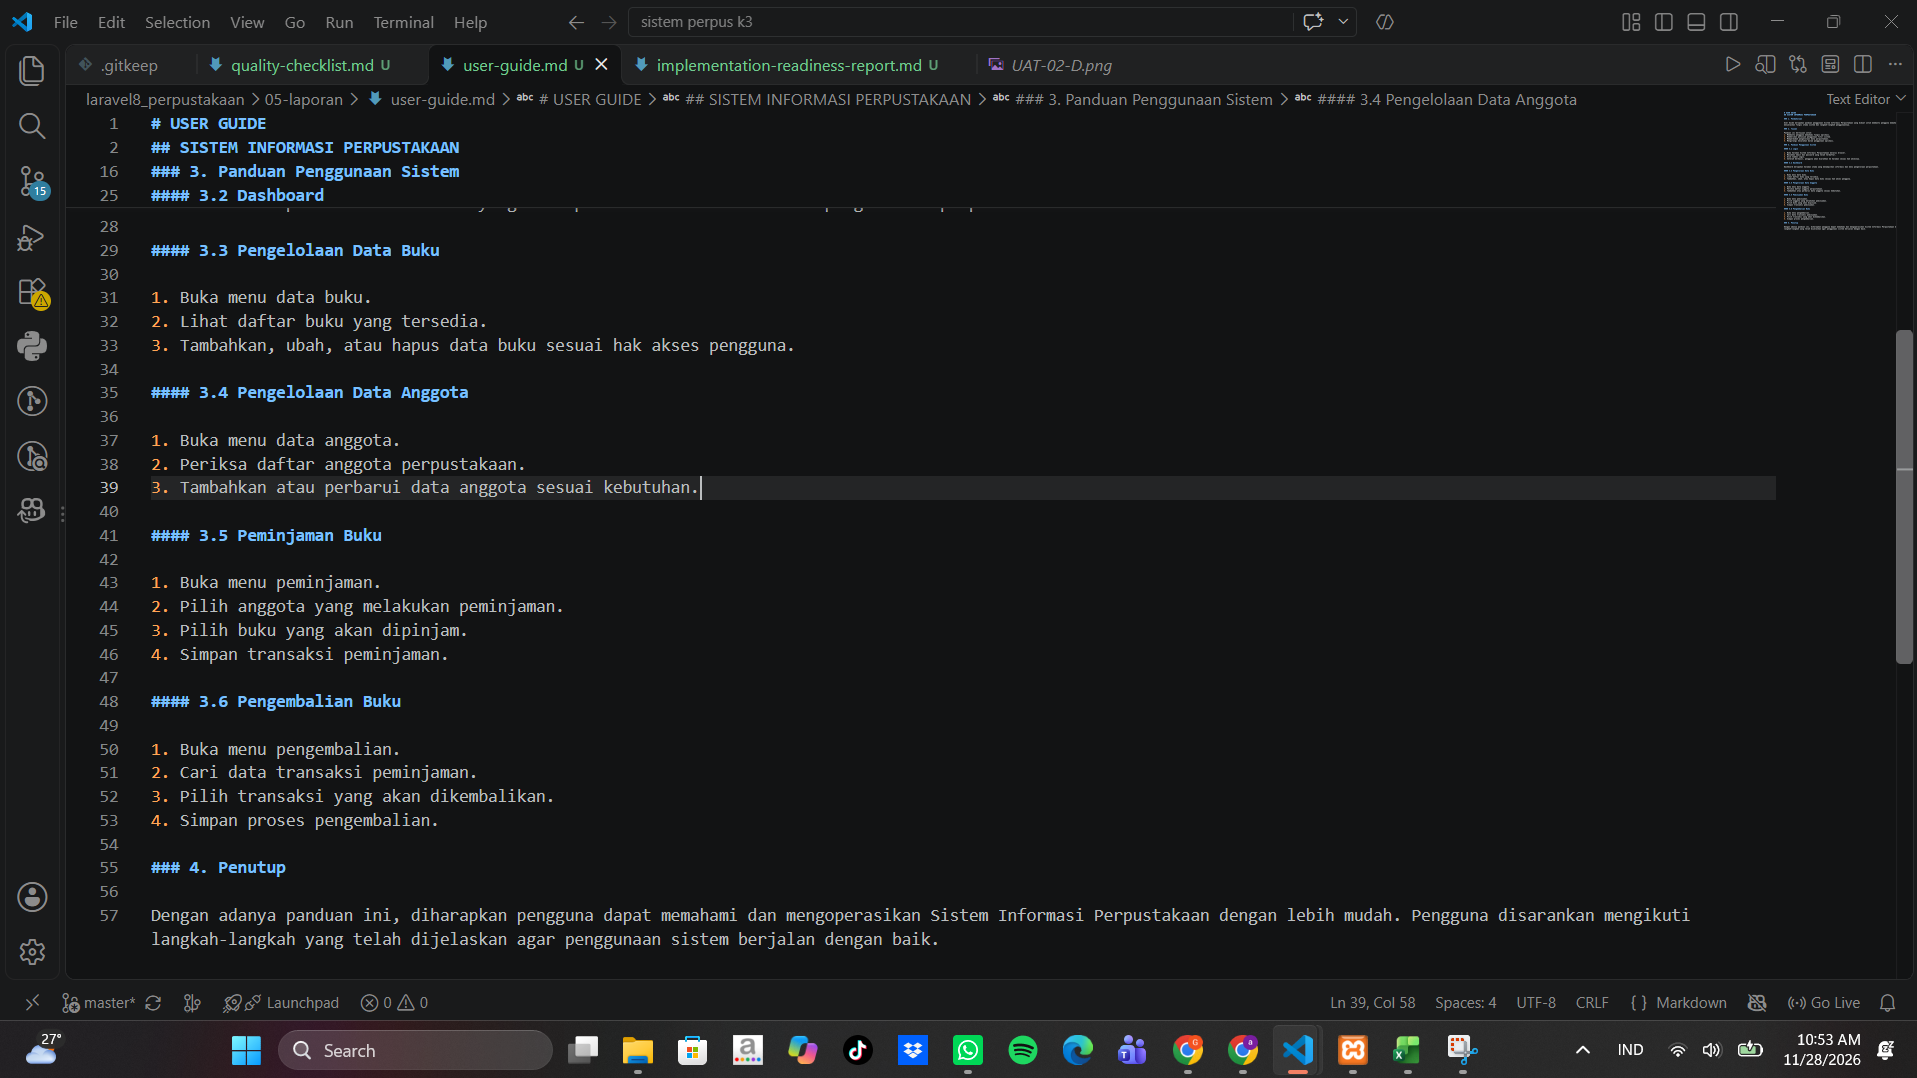 File Edit Selection View Go Run Terminal Help sistem perpus k3
.gitkeep quality-checklist.md U user-guide.md U implementation-readiness-report.md U UAT-02-D.png
laravel8_perpustakaan > 05-laporan > user-guide.md > abc # USER GUIDE > abc ## SISTEM INFORMASI PERPUSTAKAAN > abc ### 3. Panduan Penggunaan Sistem > abc #### 3.4 Pengelolaan Data Anggota Text Editor
1 # USER GUIDE
2 ## SISTEM INFORMASI PERPUSTAKAAN
16 ### 3. Panduan Penggunaan Sistem
25 #### 3.2 Dashboard
28
29 #### 3.3 Pengelolaan Data Buku
30
31 1. Buka menu data buku.
32 2. Lihat daftar buku yang tersedia.
33 3. Tambahkan, ubah, atau hapus data buku sesuai hak akses pengguna.
34
35 #### 3.4 Pengelolaan Data Anggota
36
37 1. Buka menu data anggota.
38 2. Periksa daftar anggota perpustakaan.
39 3. Tambahkan atau perbarui data anggota sesuai kebutuhan.
40
41 #### 3.5 Peminjaman Buku
42
43 1. Buka menu peminjaman.
44 2. Pilih anggota yang melakukan peminjaman.
45 3. Pilih buku yang akan dipinjam.
46 4. Simpan transaksi peminjaman.
47
48 #### 3.6 Pengembalian Buku
49
50 1. Buka menu pengembalian.
51 2. Cari data transaksi peminjaman.
52 3. Pilih transaksi yang akan dikembalikan.
53 4. Simpan proses pengembalian.
54
55 ### 4. Penutup
56
57 Dengan adanya panduan ini, diharapkan pengguna dapat memahami dan mengoperasikan Sistem Informasi Perpustakaan dengan lebih mudah. Pengguna disarankan mengikuti
langkah-langkah yang telah dijelaskan agar penggunaan sistem berjalan dengan baik.
15
master* Launchpad 0 0 Ln 39, Col 58 Spaces: 4 UTF-8 CRLF { } Markdown Go Live
27° Search IND 10:53 AM
11/28/2026